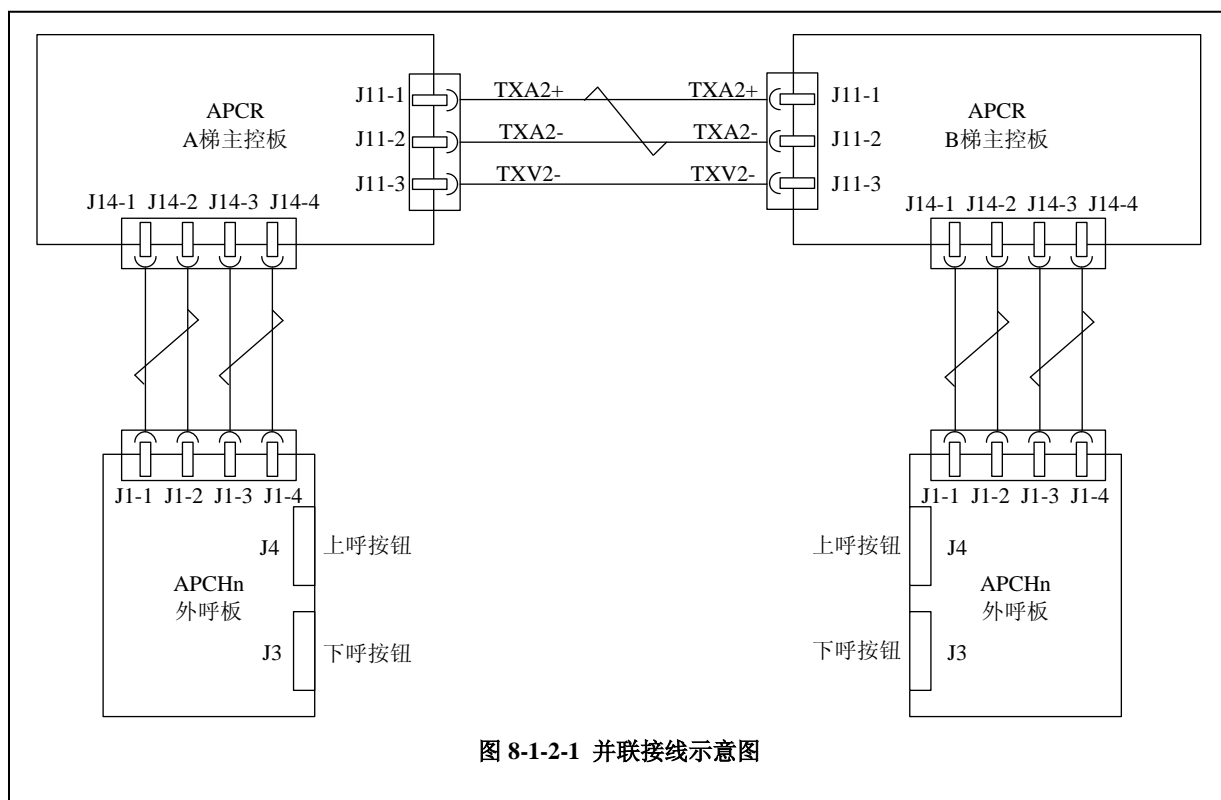 APCR
A梯主控板
J11-1
J11-2
J11-3
TXA2+
TXA2-
TXV2-
TXA2+
TXA2-
TXV2-
J11-1
J11-2
J11-3
APCR
B梯主控板
J14-1 J14-2 J14-3 J14-4
J14-1 J14-2 J14-3 J14-4
J1-1 J1-2 J1-3 J1-4
J1-1 J1-2 J1-3 J1-4
J4
上呼按钮
APCHn
外呼板
J3
下呼按钮
上呼按钮
J4
APCHn
外呼板
下呼按钮
J3
图 8-1-2-1 并联接线示意图